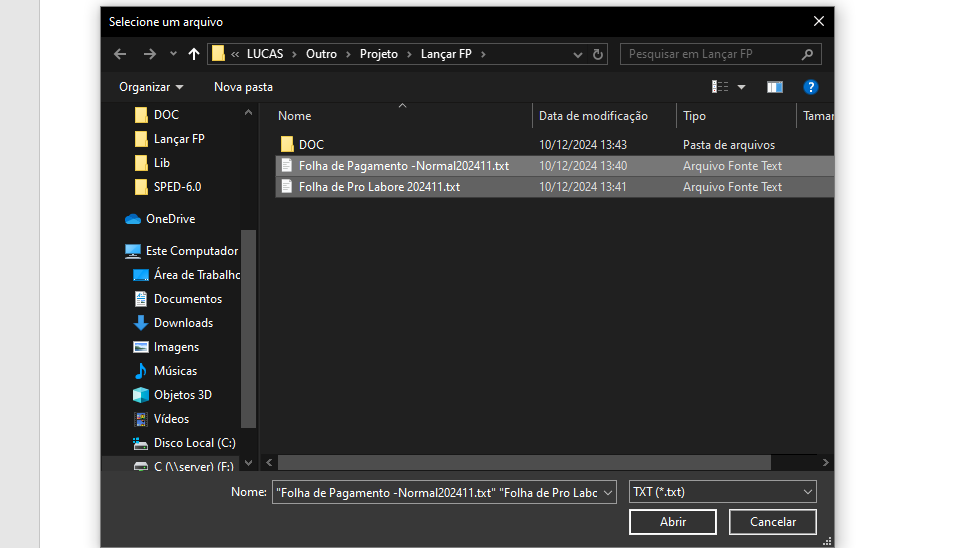 Selecione um arquivo
« LUCAS › Outro › Projeto › Lançar FP ›
Pesquisar em Lançar FP
Organizar
Nova pasta
?
DOC
Lançar FP
Lib
SPED-6.0
OneDrive
Este Computador
Área de Trabalho
Documentos
Downloads
Imagens
Músicas
Objetos 3D
Vídeos
Disco Local (C:)
C (\\server) (F:)
Nome Data de modificação Tipo Tamar
DOC 10/12/2024 13:43 Pasta de arquivos
Folha de Pagamento -Normal202411.txt 10/12/2024 13:40 Arquivo Fonte Text
Folha de Pro Labore 202411.txt 10/12/2024 13:41 Arquivo Fonte Text
Nome: "Folha de Pagamento -Normal202411.txt" "Folha de Pro Labc
TXT (*.txt)
Abrir
Cancelar